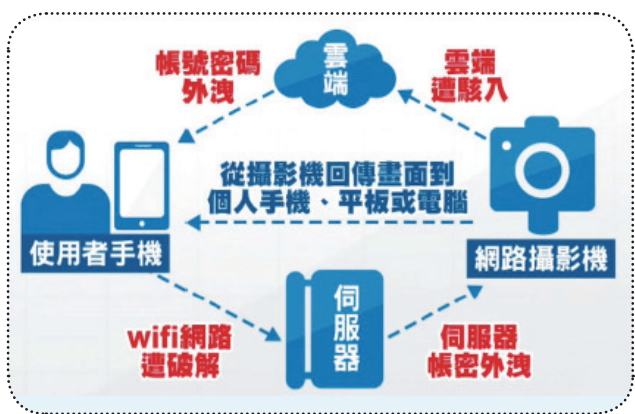 雲端
帳號密碼
外洩
雲端
遭駭入
從攝影機回傳畫面到
個人手機、平板或電腦
使用者手機
網路攝影機
伺服器
wifi網路
遭破解
伺服器
帳密外洩